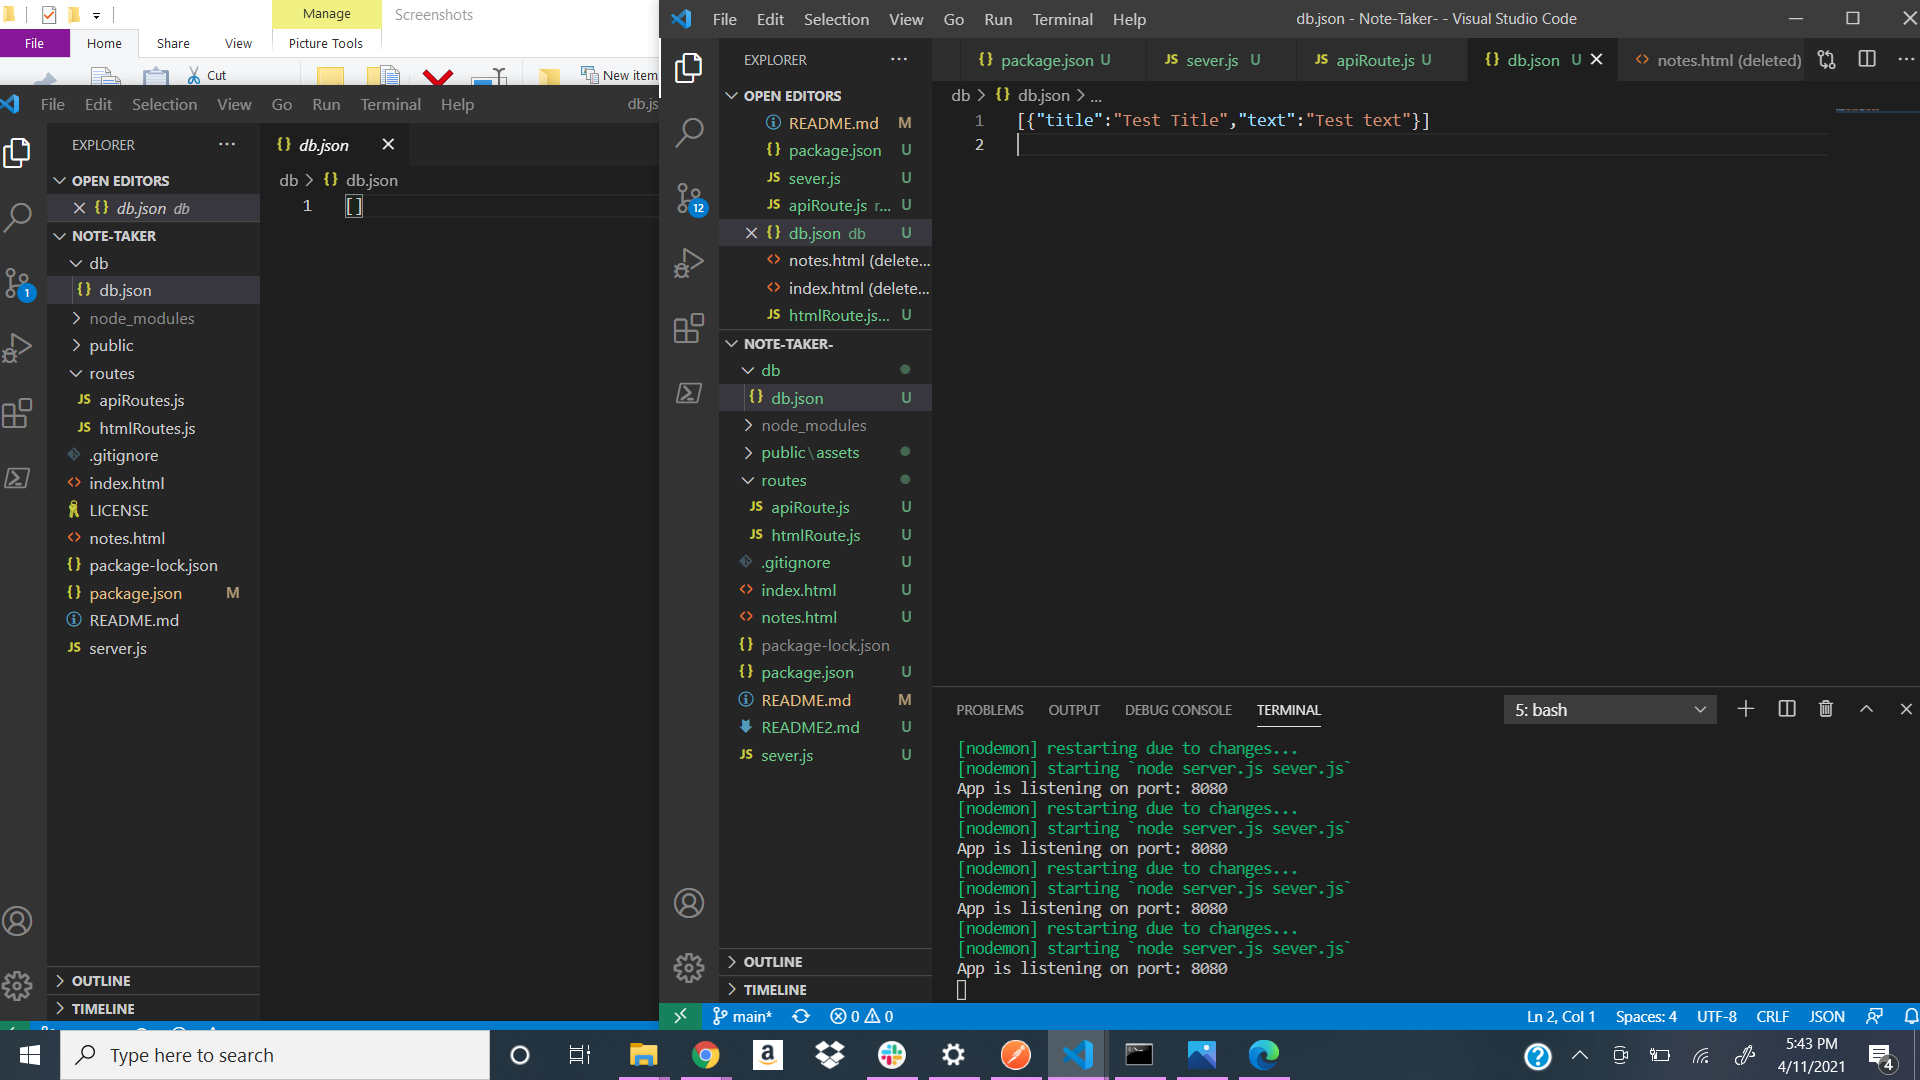 Manage
Screenshots
File
Home
Share
View
Picture Tools
Cut
New item
File Edit Selection View Go Run Terminal Help
EXPLORER
OPEN EDITORS
db.json db
NOTE-TAKER
db
db.json
node_modules
public
routes
JS apiRoutes.js
JS htmlRoutes.js
.gitignore
index.html
LICENSE
notes.html
package-lock.json
package.json M
README.md
JS server.js
OUTLINE
TIMELINE
1
db.json
db > {} db.json
1 []
File Edit Selection View Go Run Terminal Help
db.json - Note-Taker- - Visual Studio Code
EXPLORER
OPEN EDITORS
README.md M
{} package.json U
JS sever.js U
JS apiRoute.js r... U
{} db.json db U
<> notes.html (delete...
<> index.html (delete...
JS htmlRoute.js... U
NOTE-TAKER-
db
{} db.json U
node_modules
public\assets
routes
JS apiRoute.js U
JS htmlRoute.js U
.gitignore U
<> index.html U
<> notes.html U
{} package-lock.json
{} package.json U
README.md M
README2.md U
JS sever.js U
OUTLINE
TIMELINE
12
{} package.json U
JS sever.js U
JS apiRoute.js U
{} db.json U
<> notes.html (deleted)
db > {} db.json > ...
1 [{"title":"Test Title","text":"Test text"}]
2
PROBLEMS OUTPUT DEBUG CONSOLE TERMINAL
5: bash
[nodemon] restarting due to changes...
[nodemon] starting `node server.js sever.js`
App is listening on port: 8080
[nodemon] restarting due to changes...
[nodemon] starting `node server.js sever.js`
App is listening on port: 8080
[nodemon] restarting due to changes...
[nodemon] starting `node server.js sever.js`
App is listening on port: 8080
[nodemon] restarting due to changes...
[nodemon] starting `node server.js sever.js`
App is listening on port: 8080
main* 0 0
Ln 2, Col 1 Spaces: 4 UTF-8 CRLF JSON
Type here to search
5:43 PM
4/11/2021
4